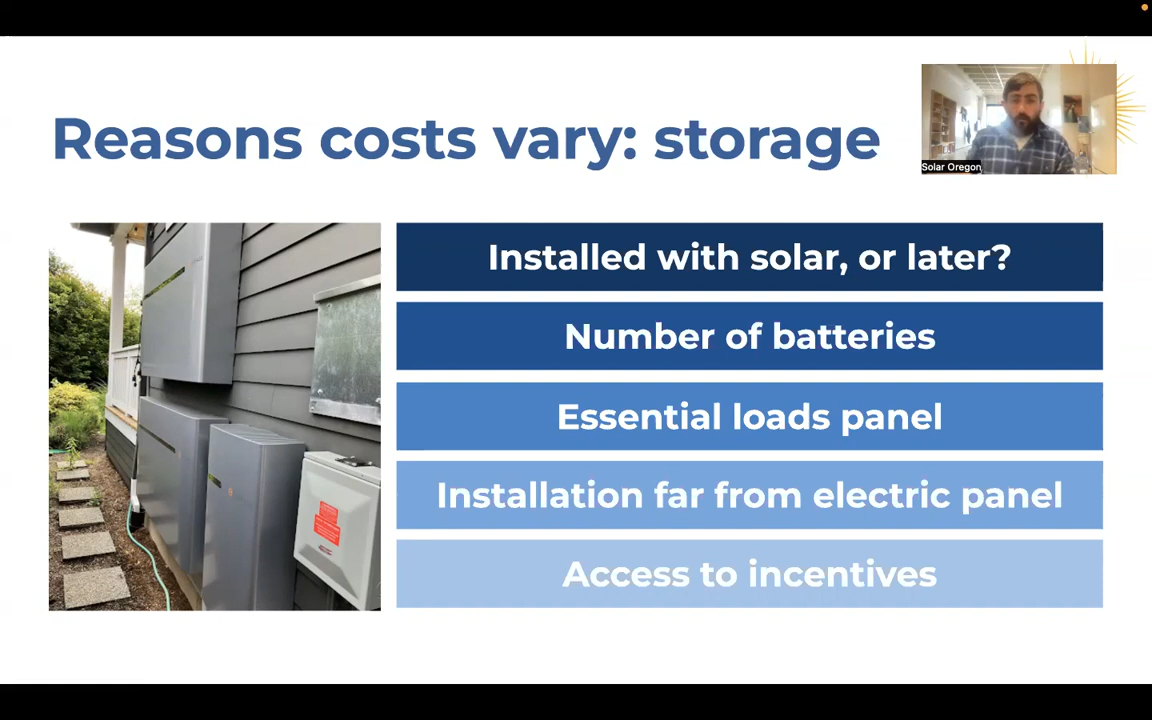 Reasons costs vary: storage
Solar Oregon
Installed with solar, or later?
Number of batteries
Essential loads panel
Installation far from electric panel
Access to incentives